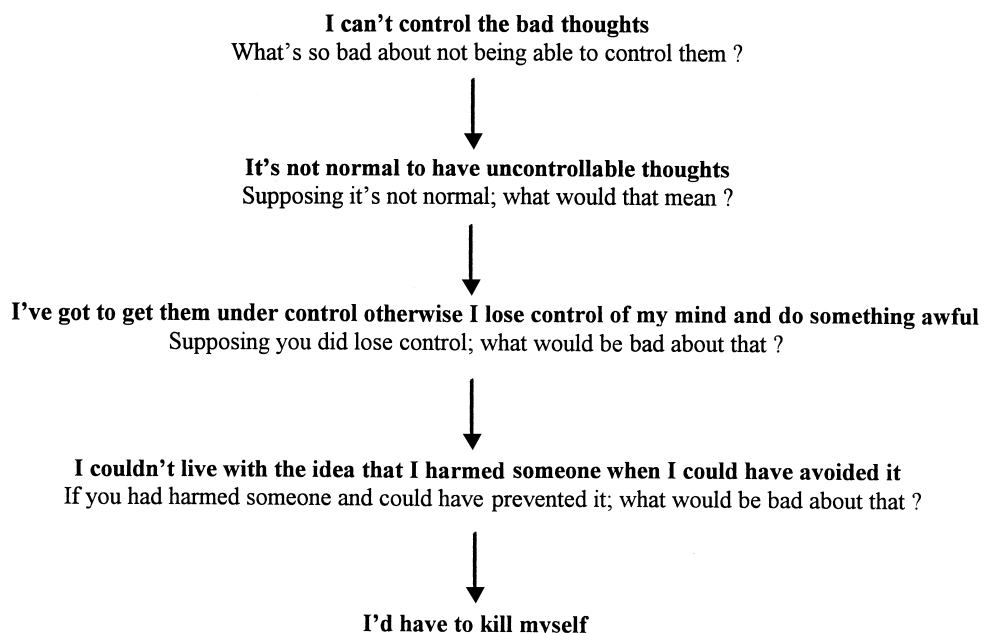 I can't control the bad thoughts
What's so bad about not being able to control them ?
It's not normal to have uncontrollable thoughts
Supposing it's not normal; what would that mean ?
I've got to get them under control otherwise I lose control of my mind and do something awful
Supposing you did lose control; what would be bad about that ?
I couldn't live with the idea that I harmed someone when I could have avoided it
If you had harmed someone and could have prevented it; what would be bad about that ?
I'd have to kill myself